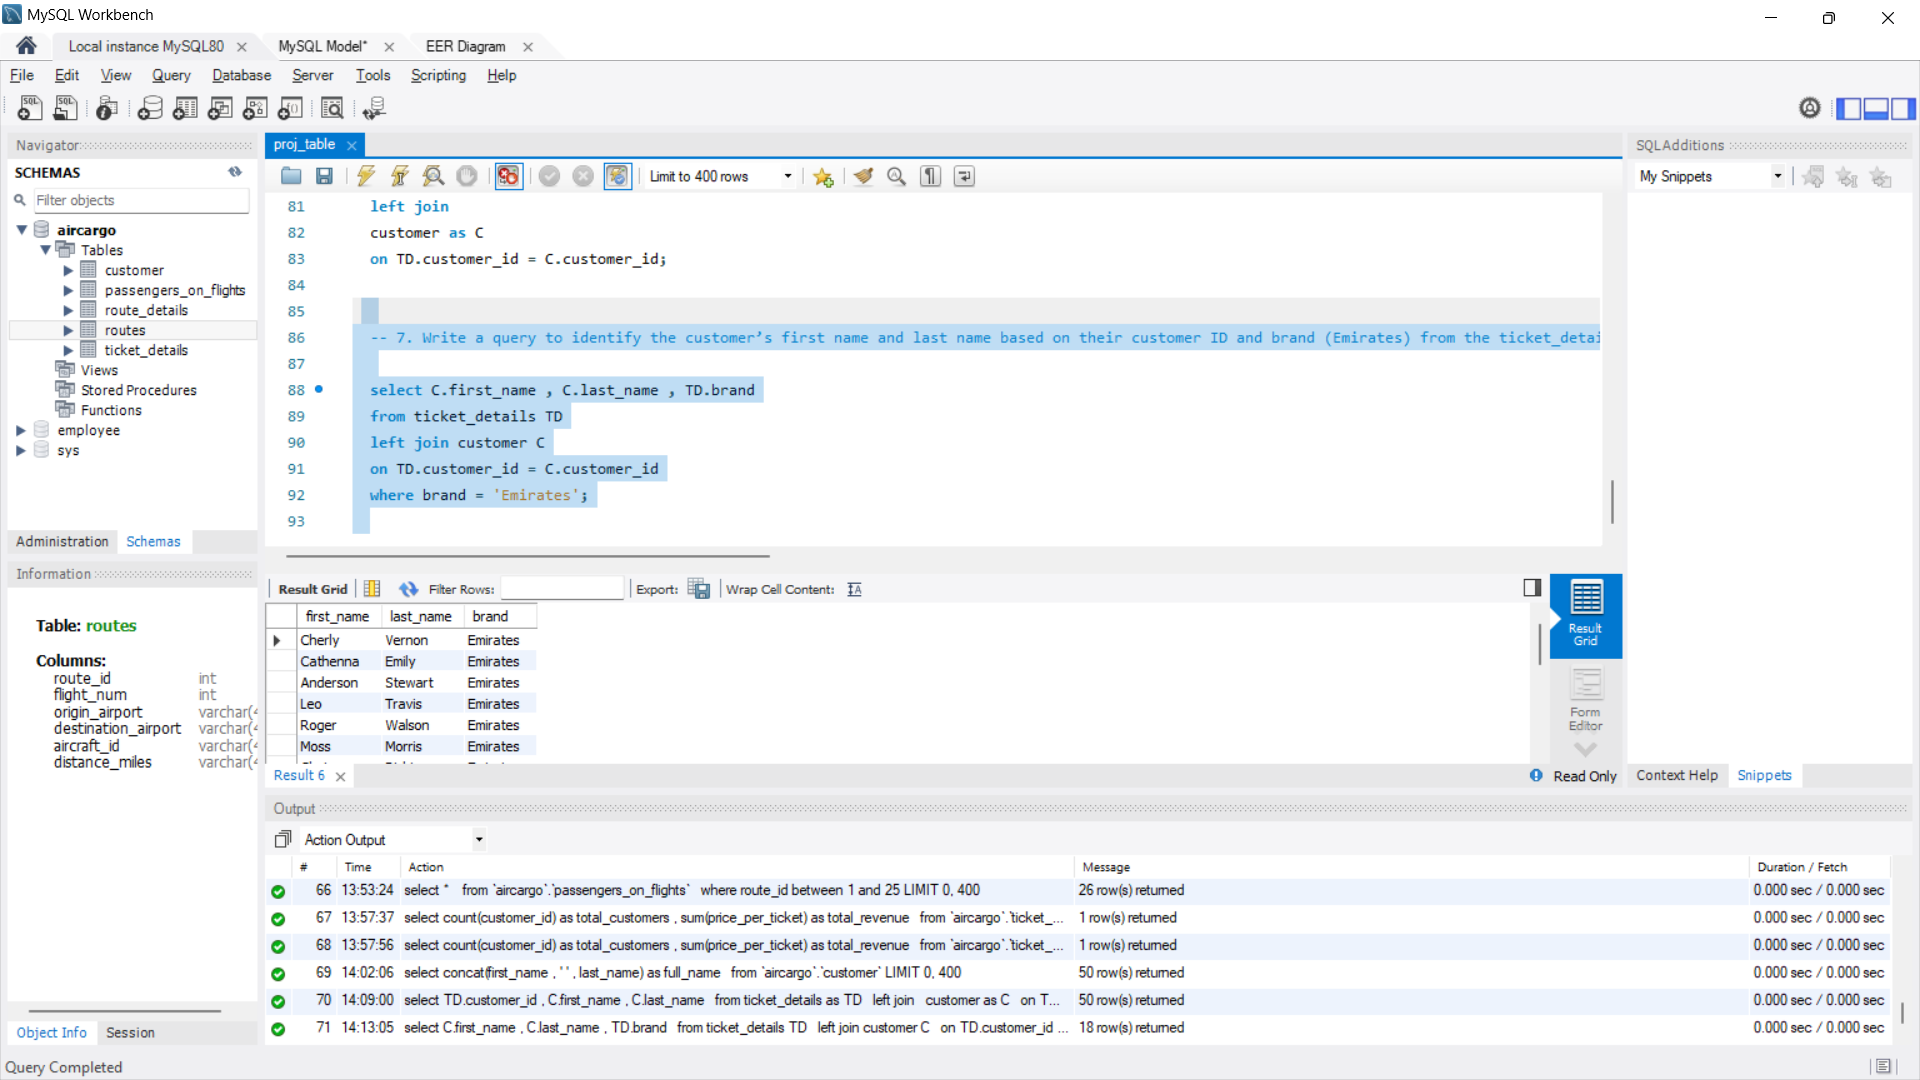 MySQL Workbench
Local instance MySQL80
MySQL Model*
EER Diagram
File Edit View Query Database Server Tools Scripting Help
Navigator
SCHEMAS
Filter objects
aircargo
Tables
customer
passengers_on_flights
route_details
routes
ticket_details
Views
Stored Procedures
Functions
employee
sys
Administration Schemas
Information
Table: routes
Columns:
route_id int
flight_num int
origin_airport varchar(
destination_airport varchar(
aircraft_id varchar(
distance_miles varchar(
Object Info Session
proj_table
Limit to 400 rows
81 left join
82 customer as C
83 on TD.customer_id = C.customer_id;
84
85
86 -- 7. Write a query to identify the customer’s first name and last name based on their customer ID and brand (Emirates) from the ticket_detai
87
88 select C.first_name , C.last_name , TD.brand
89 from ticket_details TD
90 left join customer C
91 on TD.customer_id = C.customer_id
92 where brand = 'Emirates';
93
Result Grid Filter Rows: Export: Wrap Cell Content:
first_name last_name brand
Cherly Vernon Emirates
Cathenna Emily Emirates
Anderson Stewart Emirates
Leo Travis Emirates
Roger Walson Emirates
Moss Morris Emirates
Result Grid
Form Editor
Result 6
Read Only
SQLAdditions
My Snippets
Context Help Snippets
Output
Action Output
# Time Action Message Duration / Fetch
66 13:53:24 select * from `aircargo`.`passengers_on_flights` where route_id between 1 and 25 LIMIT 0, 400 26 row(s) returned 0.000 sec / 0.000 sec
67 13:57:37 select count(customer_id) as total_customers , sum(price_per_ticket) as total_revenue from `aircargo`.`ticket_... 1 row(s) returned 0.000 sec / 0.000 sec
68 13:57:56 select count(customer_id) as total_customers , sum(price_per_ticket) as total_revenue from `aircargo`.`ticket_... 1 row(s) returned 0.000 sec / 0.000 sec
69 14:02:06 select concat(first_name , ' ' , last_name) as full_name from `aircargo`.`customer` LIMIT 0, 400 50 row(s) returned 0.000 sec / 0.000 sec
70 14:09:00 select TD.customer_id , C.first_name , C.last_name from ticket_details as TD left join customer as C on T... 50 row(s) returned 0.000 sec / 0.000 sec
71 14:13:05 select C.first_name , C.last_name , TD.brand from ticket_details TD left join customer C on TD.customer_id ... 18 row(s) returned 0.000 sec / 0.000 sec
Query Completed